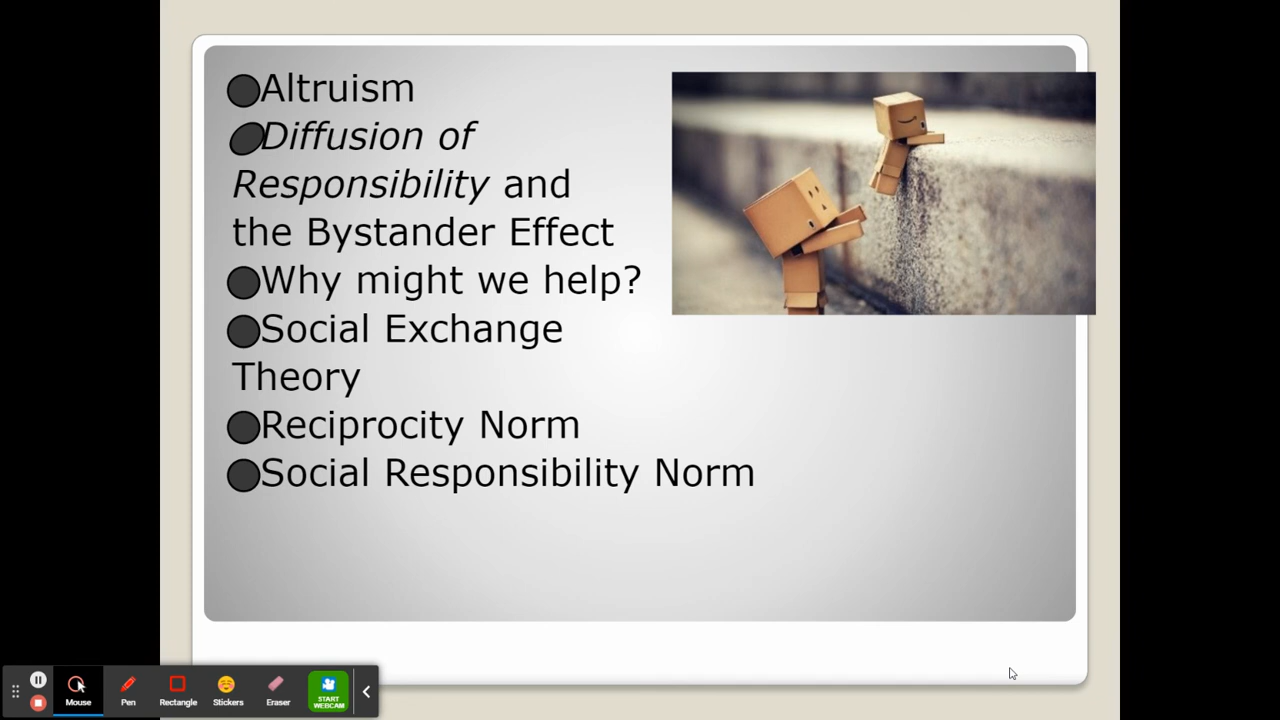 Altruism
Diffusion of
Responsibility and
the Bystander Effect
Why might we help?
Social Exchange
Theory
Reciprocity Norm
Social Responsibility Norm
Mouse
Pen
Rectangle
Stickers
Eraser
START
WEBCAM